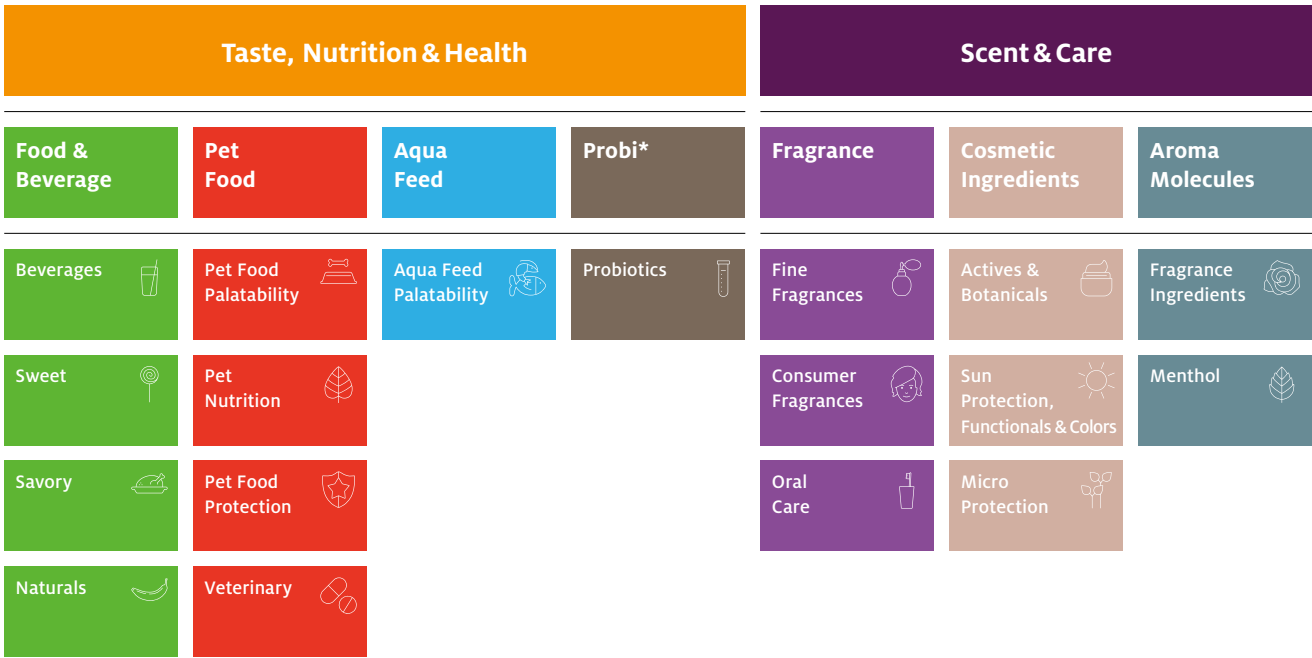 Taste, Nutrition & Health
Scent & Care
Food &
Beverage
Pet
Food
Aqua
Feed
Probi*
Fragrance
Cosmetic
Ingredients
Aroma
Molecules
Beverages
Pet Food
Palatability
Aqua Feed
Palatability
Probiotics
Fine
Fragrances
Actives &
Botanicals
Fragrance
Ingredients
Sweet
Pet
Nutrition
Consumer
Fragrances
Sun
Protection,
Functionals & Colors
Menthol
Savory
Pet Food
Protection
Oral
Care
Micro
Protection
Naturals
Veterinary